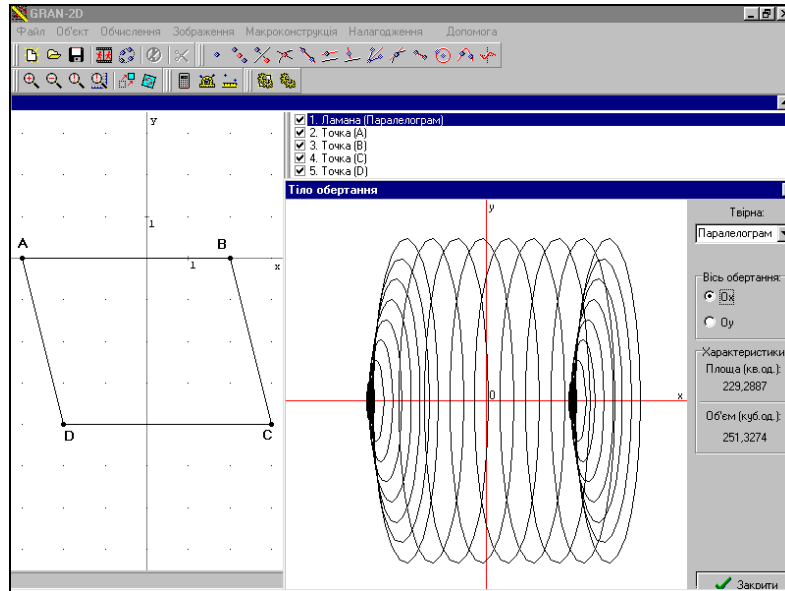 GRAN-2D
Файл Об'єкт Обчислення Зображення Макроконструкція Налагодження Допомога
1. Ламана (Паралелограм)
2. Точка (A)
3. Точка (B)
4. Точка (C)
5. Точка (D)
y
1
A
B
1
x
D
C
Тіло обертання
y
0
x
Твірна:
Паралелограм
Вісь обертання:
Ox
Oy
Характеристики
Площа (кв.од.):
229,2887
Об'єм (куб.од.):
251,3274
Закрити